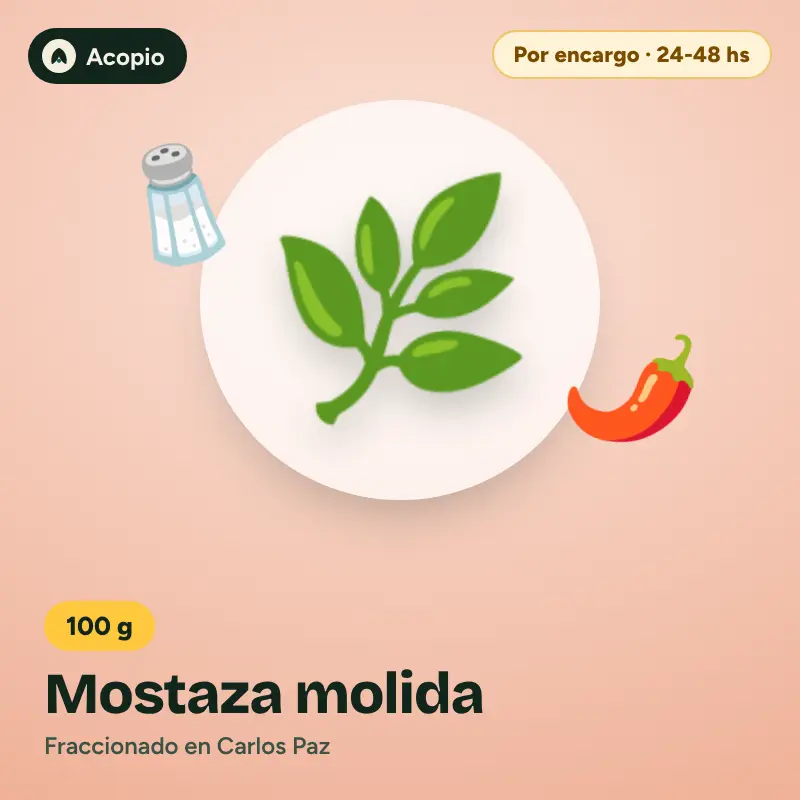 Acopio
Por encargo · 24-48 hs
100 g
Mostaza molida
Fraccionado en Carlos Paz